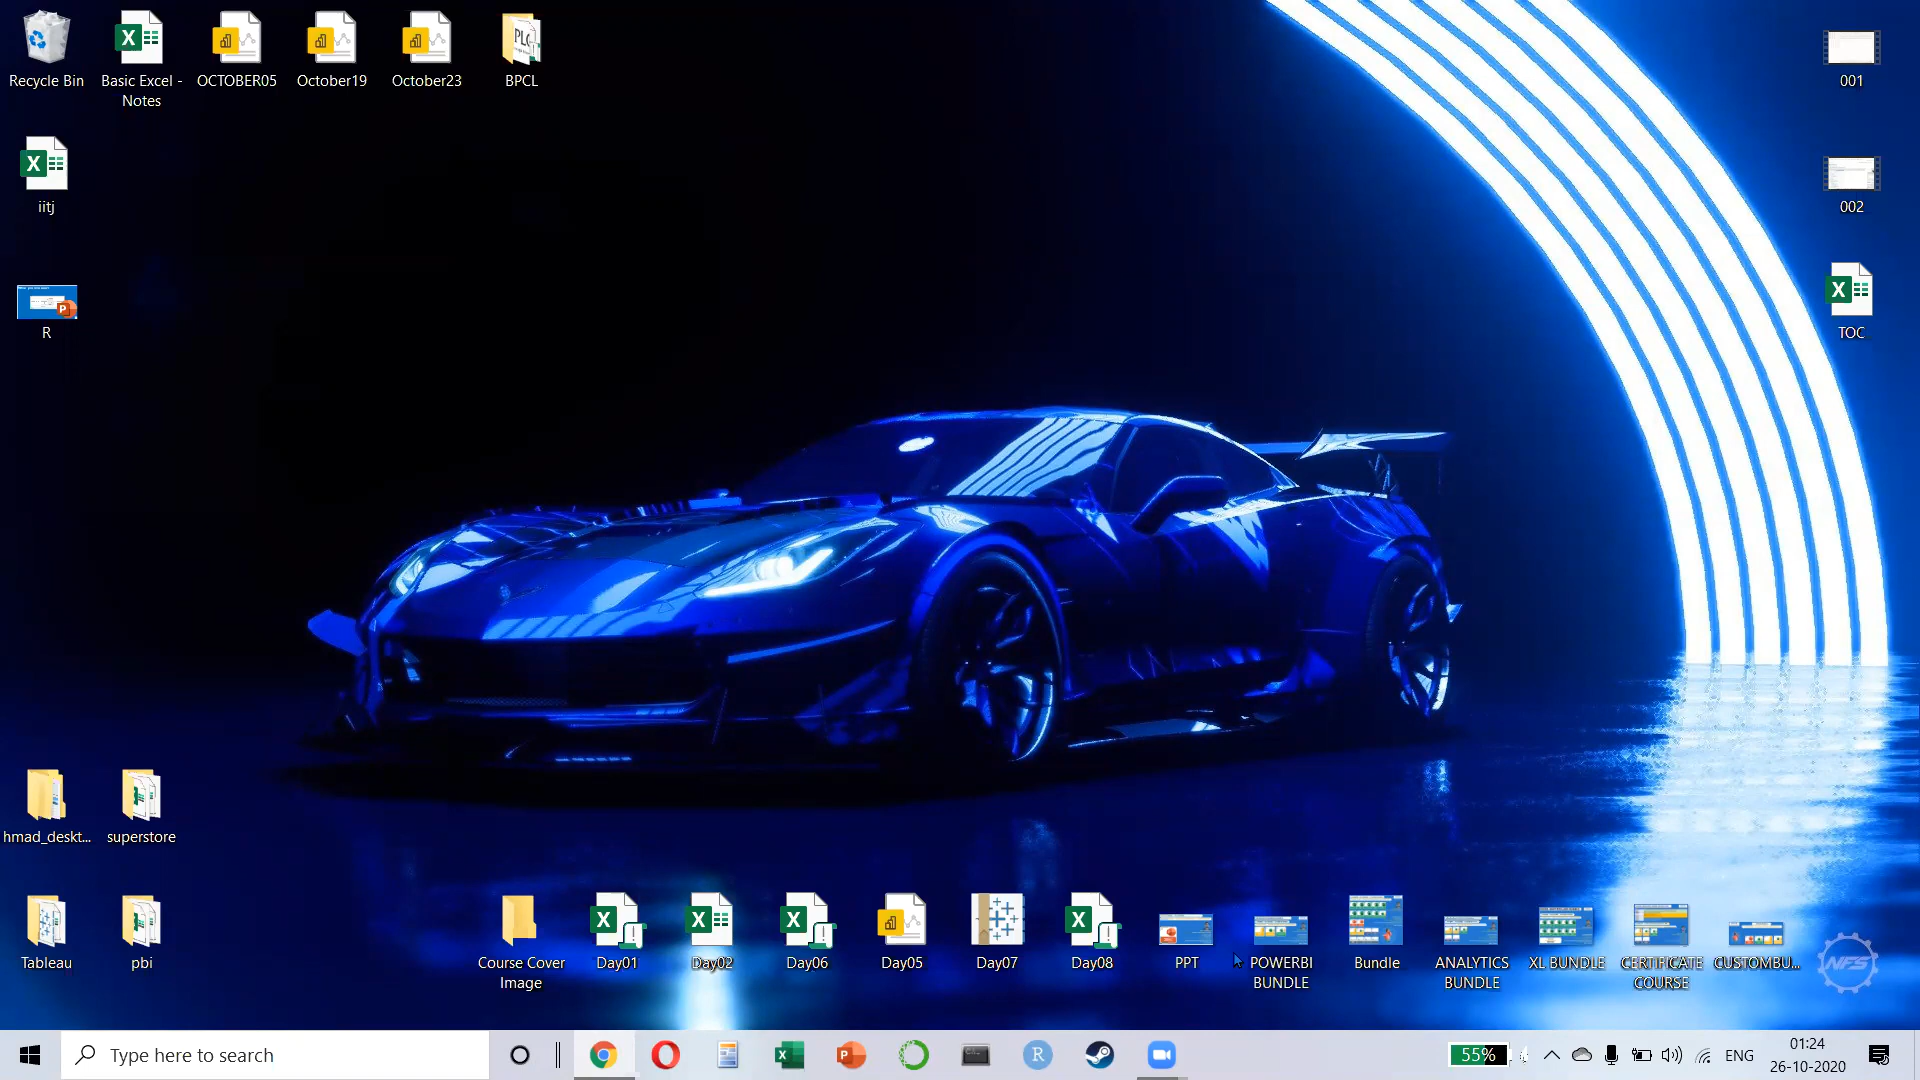 Recycle Bin
Basic Excel -
Notes
OCTOBER05
October19
October23
BPCL
001
iitj
002
R
TOC
hmad_deskt...
superstore
Tableau
pbi
Course Cover
Image
Day01
Day02
Day06
Day05
Day07
Day08
PPT
POWERBI
BUNDLE
Bundle
ANALYTICS
BUNDLE
XL BUNDLE
CERTIFICATE
COURSE
CUSTOMBU...
NFS
Type here to search
55%
ENG
01:24
26-10-2020